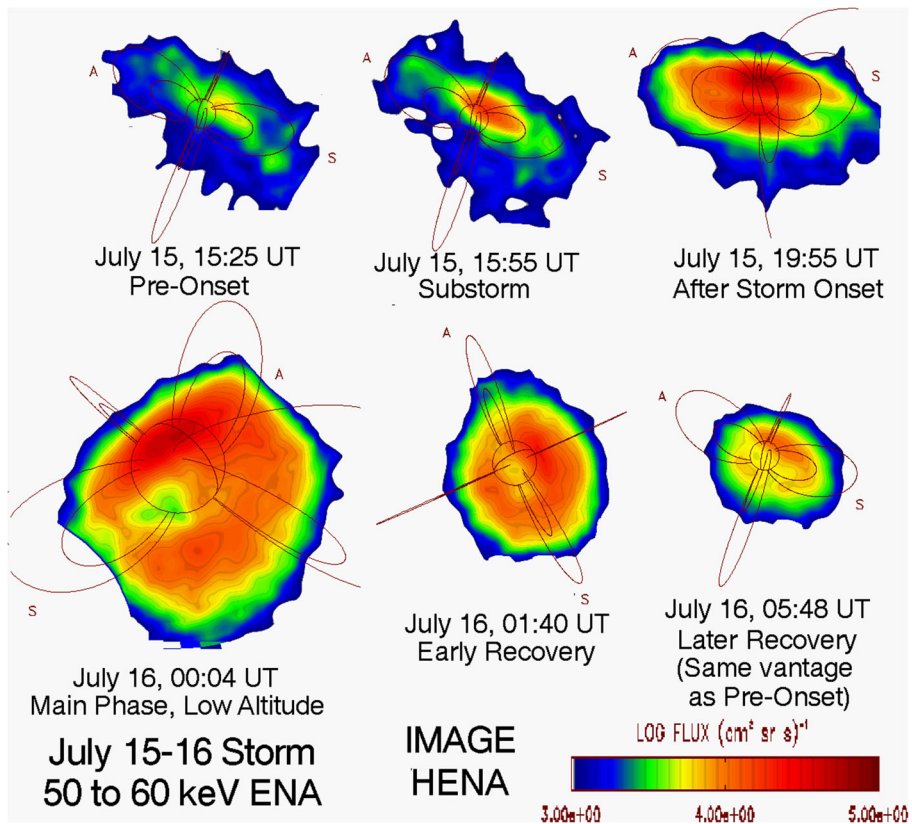 A
S
July 15, 15:25 UT
Pre-Onset
A
S
July 15, 15:55 UT
Substorm
A
S
July 15, 19:55 UT
After Storm Onset
A
S
July 16, 00:04 UT
Main Phase, Low Altitude
A
S
July 16, 01:40 UT
Early Recovery
A
S
July 16, 05:48 UT
Later Recovery
(Same vantage
as Pre-Onset)
July 15-16 Storm
50 to 60 keV ENA
IMAGE
HENA
LOG FLUX (cm² sr s)⁻¹
3.00e+00 4.00e+00 5.00e+00